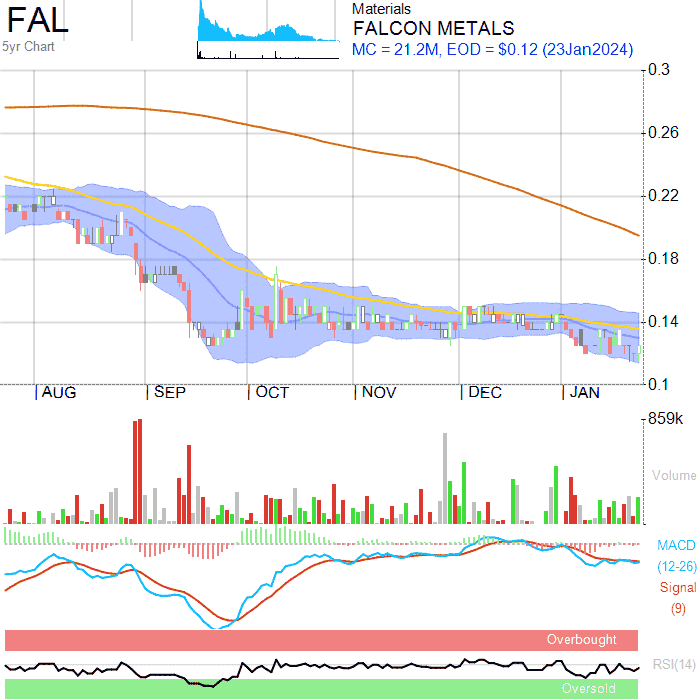 FAL
5yr Chart
Materials
FALCON METALS
MC = 21.2M, EOD = $0.12 (23Jan2024)
0.3
0.26
0.22
0.18
0.14
0.1
AUG
SEP
OCT
NOV
DEC
JAN
859k
Volume
MACD
(12-26)
Signal
(9)
Overbought
RSI(14)
Oversold